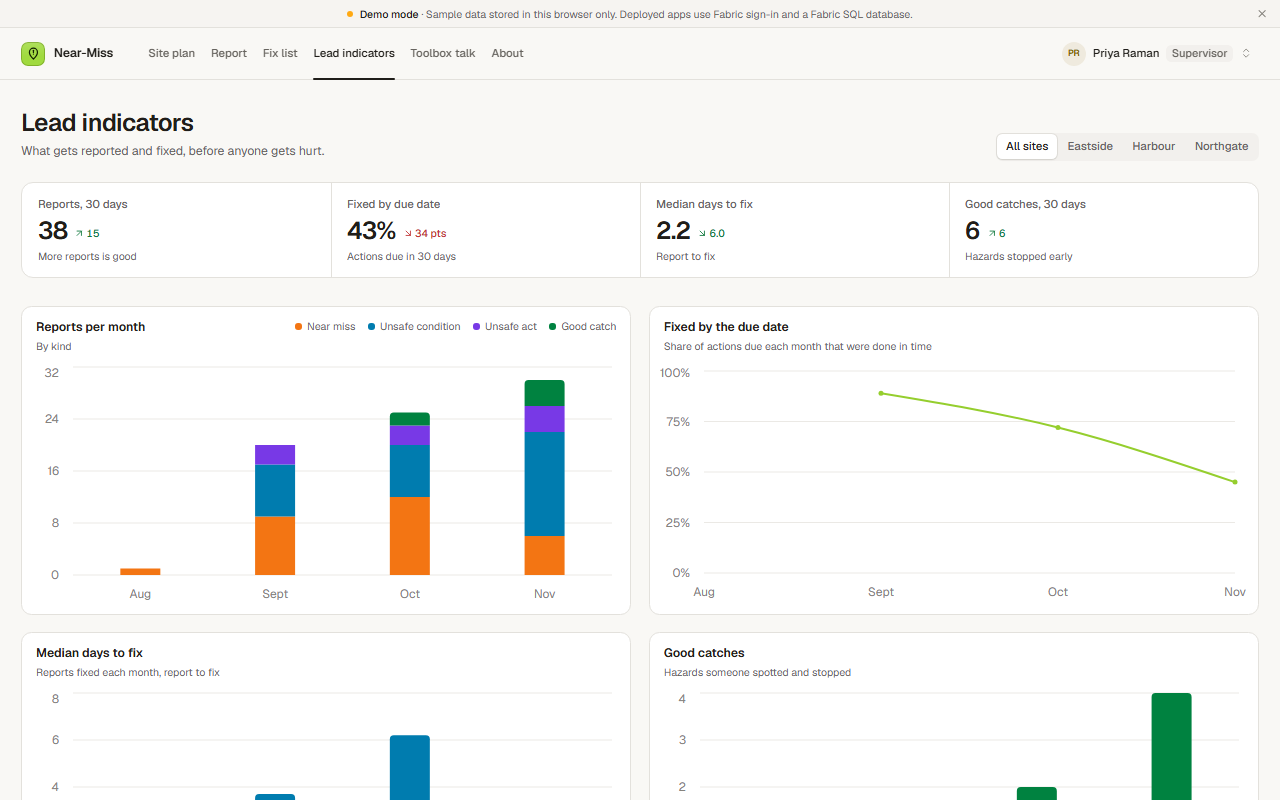 Demo mode · Sample data stored in this browser only. Deployed apps use Fabric sign-in and a Fabric SQL database.
Near-Miss
Site plan
Report
Fix list
Lead indicators
Toolbox talk
About
PR
Priya Raman
Supervisor
Lead indicators
What gets reported and fixed, before anyone gets hurt.
All sites
Eastside
Harbour
Northgate
Reports, 30 days
38
↗ 15
More reports is good
Fixed by due date
43%
↘ 34 pts
Actions due in 30 days
Median days to fix
2.2
↘ 6.0
Report to fix
Good catches, 30 days
6
↗ 6
Hazards stopped early
Reports per month
Near miss
Unsafe condition
Unsafe act
Good catch
By kind
32
24
16
8
0
Aug
Sept
Oct
Nov
Fixed by the due date
Share of actions due each month that were done in time
100%
75%
50%
25%
0%
Aug
Sept
Oct
Nov
Median days to fix
Reports fixed each month, report to fix
8
6
4
Good catches
Hazards someone spotted and stopped
4
3
2